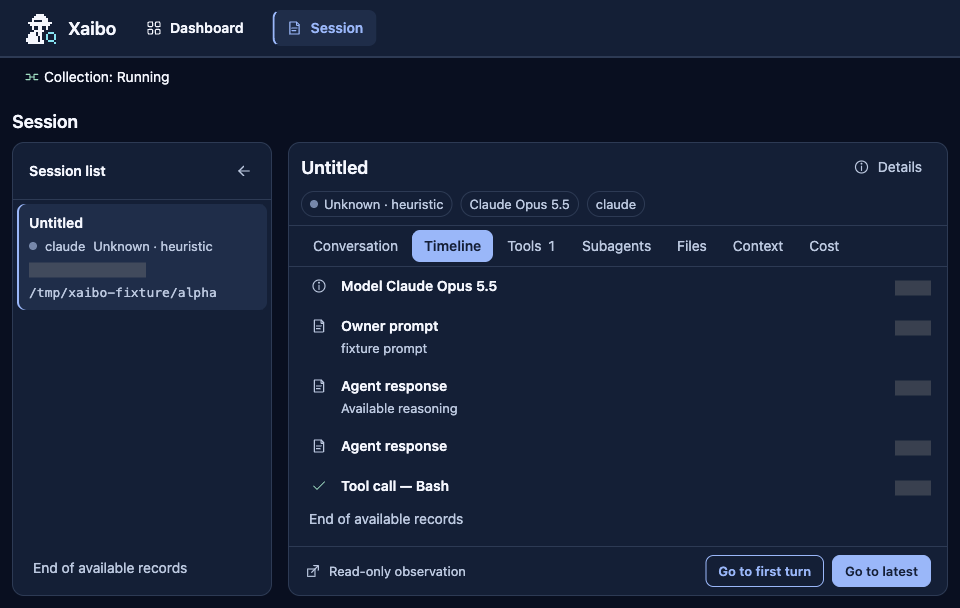 Xaibo
Dashboard
Session
Collection: Running
Session
Session list
Untitled
claude Unknown · heuristic
/tmp/xaibo-fixture/alpha
End of available records
Untitled
Details
Unknown · heuristic
Claude Opus 5.5
claude
Conversation
Timeline
Tools 1
Subagents
Files
Context
Cost
Model Claude Opus 5.5
Owner prompt
fixture prompt
Agent response
Available reasoning
Agent response
Tool call — Bash
End of available records
Read-only observation
Go to first turn
Go to latest